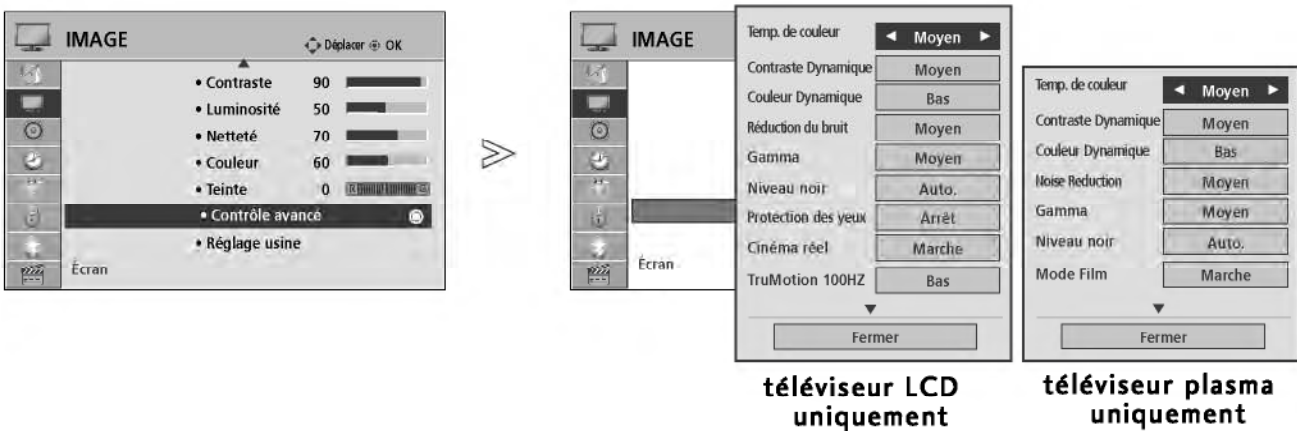 IMAGE
Déplacer OK
• Contraste 90
• Luminosité 50
• Netteté 70
• Couleur 60
• Teinte 0
• Contrôle avancé
• Réglage usine
Écran
IMAGE
Écran
Temp. de couleur Moyen
Contraste Dynamique Moyen
Couleur Dynamique Bas
Réduction du bruit Moyen
Gamma Moyen
Niveau noir Auto.
Protection des yeux Arrêt
Cinéma réel Marche
TruMotion 100HZ Bas
Fermer
téléviseur LCD
uniquement
Temp. de couleur Moyen
Contraste Dynamique Moyen
Couleur Dynamique Bas
Noise Reduction Moyen
Gamma Moyen
Niveau noir Auto.
Mode Film Marche
Fermer
téléviseur plasma
uniquement